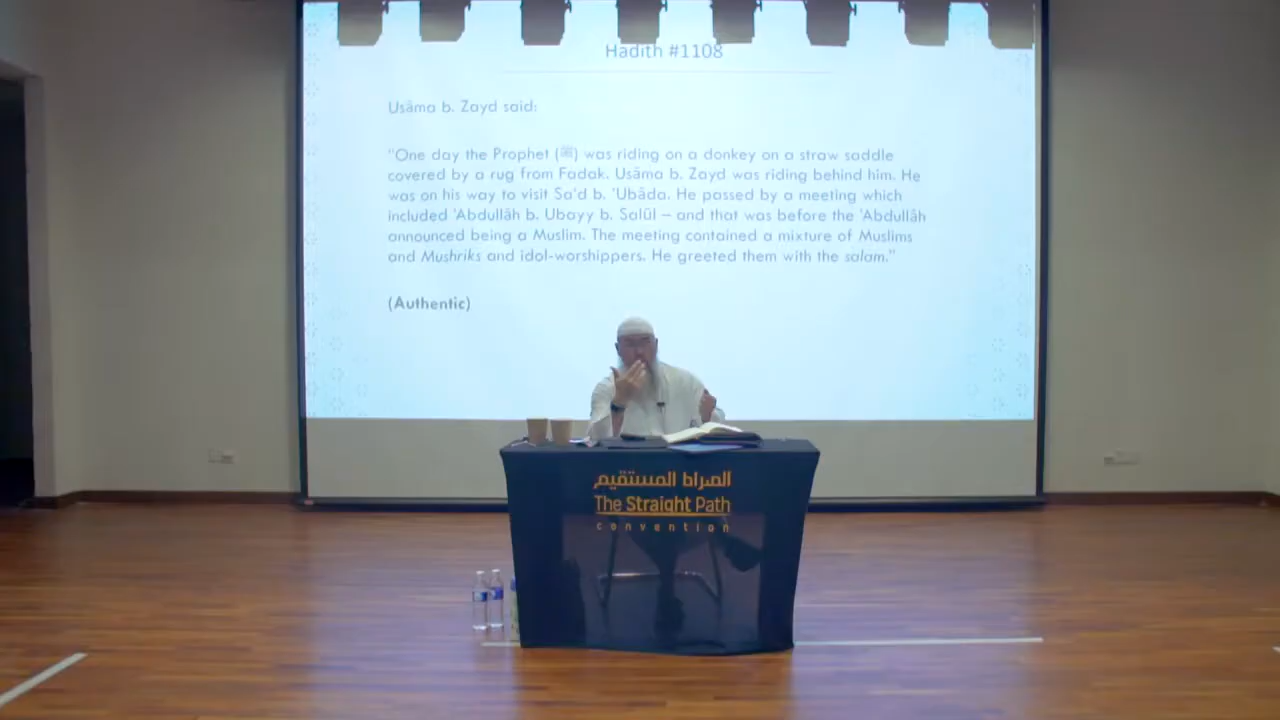 Hadith #1108
Usāma b. Zayd said:
“One day the Prophet (ﷺ) was riding on a donkey on a straw saddle
covered by a rug from Fadak. Usāma b. Zayd was riding behind him. He
was on his way to visit Sa'd b. 'Ubāda. He passed by a meeting which
included 'Abdullāh b. Ubayy b. Salūl – and that was before the 'Abdullāh
announced being a Muslim. The meeting contained a mixture of Muslims
and Mushriks and idol-worshippers. He greeted them with the salam.”
(Authentic)
الصراط المستقيم
The Straight Path
convention